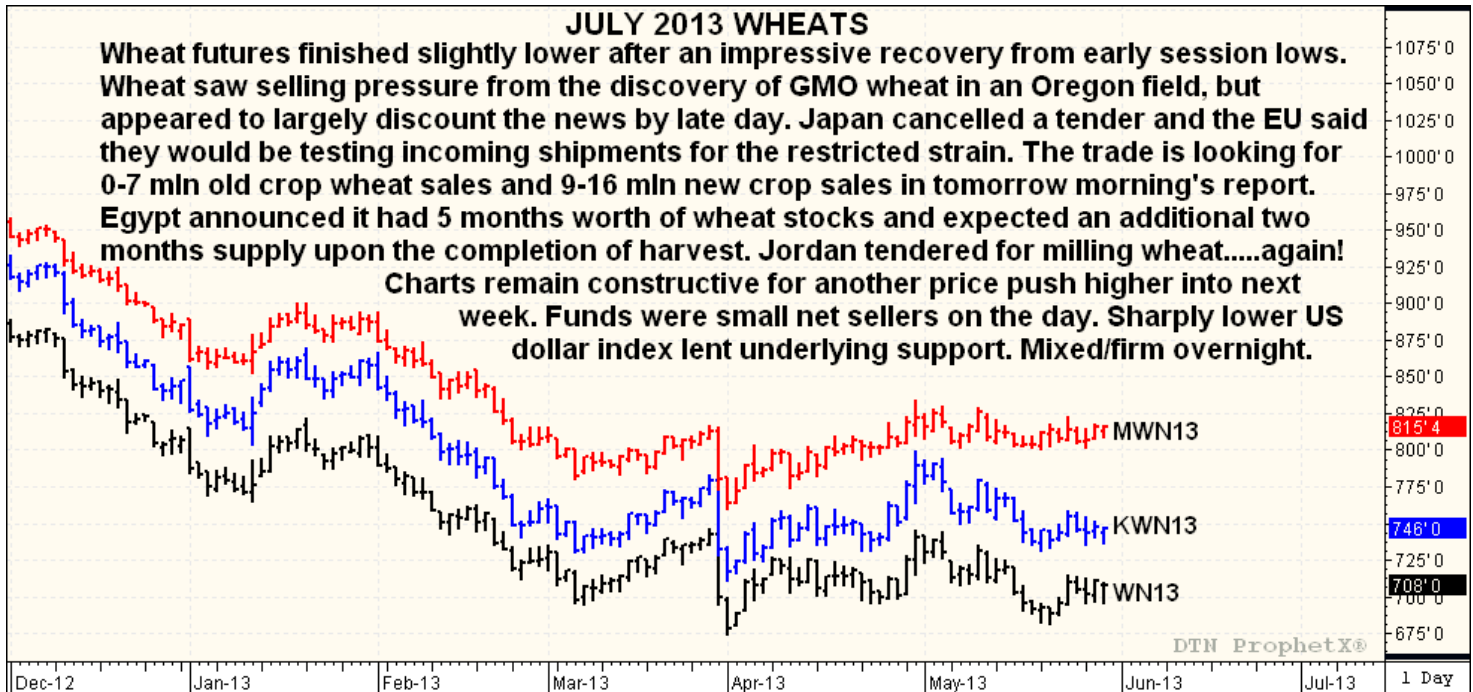 JULY 2013 WHEATS
Wheat futures finished slightly lower after an impressive recovery from early session lows.
Wheat saw selling pressure from the discovery of GMO wheat in an Oregon field, but
appeared to largely discount the news by late day. Japan cancelled a tender and the EU said
they would be testing incoming shipments for the restricted strain. The trade is looking for
0-7 mln old crop wheat sales and 9-16 mln new crop sales in tomorrow morning's report.
Egypt announced it had 5 months worth of wheat stocks and expected an additional two
months supply upon the completion of harvest. Jordan tendered for milling wheat.....again!
Charts remain constructive for another price push higher into next
week. Funds were small net sellers on the day. Sharply lower US
dollar index lent underlying support. Mixed/firm overnight.
1075'0
1050'0
1025'0
1000'0
975'0
950'0
925'0
900'0
875'0
850'0
825'0
815'4
800'0
775'0
746'0
725'0
708'0
700'0
675'0
MWN13
KWN13
WN13
DTN ProphetX®
Dec-12 Jan-13 Feb-13 Mar-13 Apr-13 May-13 Jun-13 Jul-13 1 Day